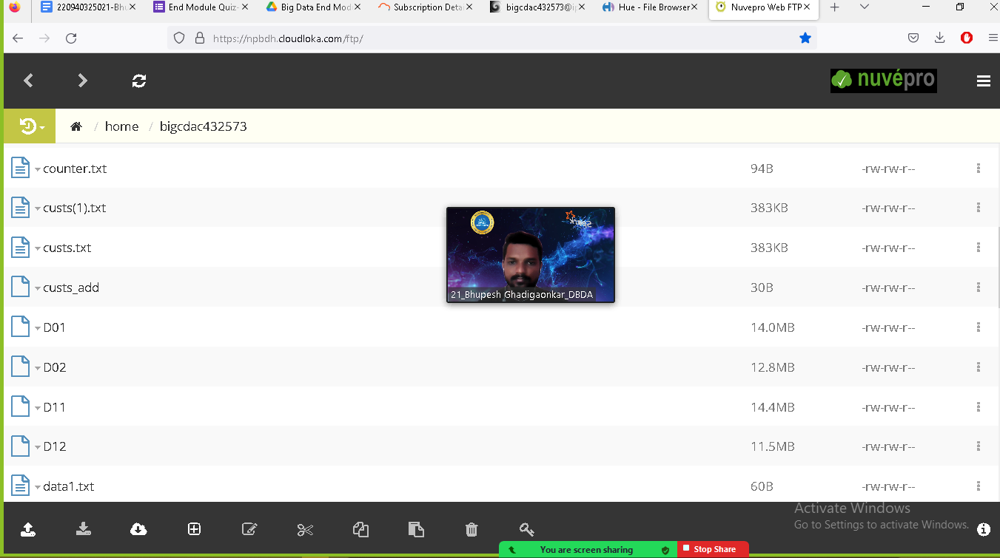 220940325021-Bhu
End Module Quiz-
Big Data End Mod
Subscription Detai
bigcdac432573@ip
Hue - File Browser
Nuvepro Web FTP
https://npbdh.cloudloka.com/ftp/
nuvépro
/ home / bigcdac432573
counter.txt 94B -rw-rw-r--
custs(1).txt 383KB -rw-rw-r--
custs.txt 383KB -rw-rw-r--
custs_add 30B -rw-rw-r--
D01 14.0MB -rw-rw-r--
D02 12.8MB -rw-rw-r--
D11 14.4MB -rw-rw-r--
D12 11.5MB -rw-rw-r--
data1.txt 60B -rw-rw-r--
21_Bhupesh Ghadigaonkar_DBDA
Activate Windows
Go to Settings to activate Windows.
You are screen sharing
Stop Share